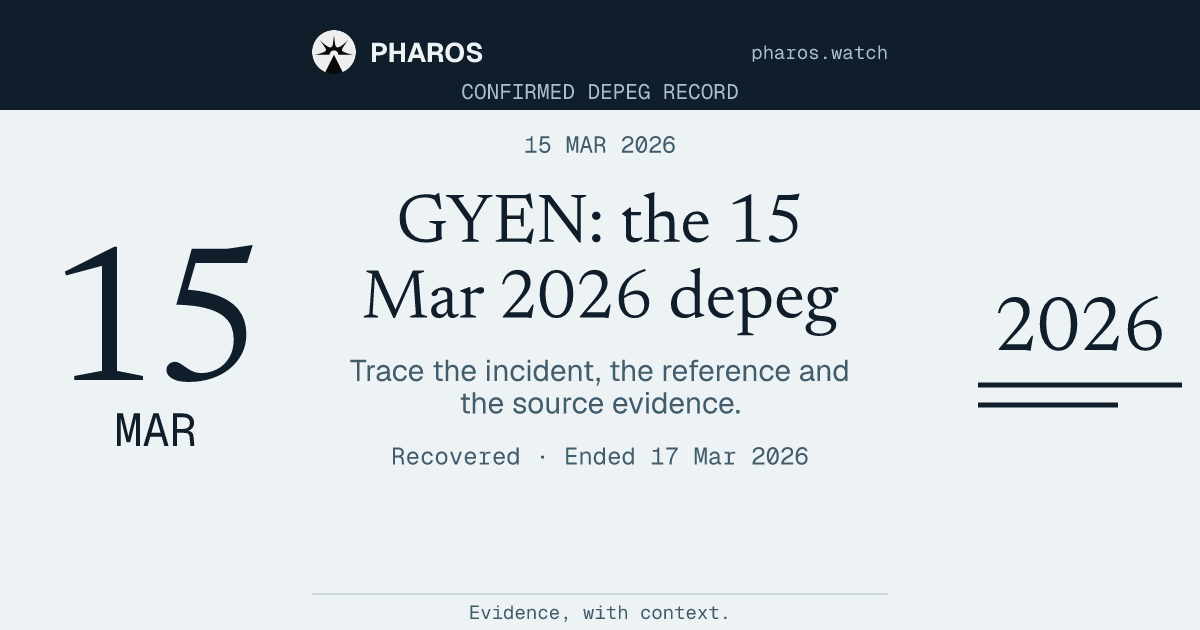 PHAROS
pharos.watch
CONFIRMED DEPEG RECORD
15 MAR 2026
GYEN: the 15
Mar 2026 depeg
Trace the incident, the reference and
the source evidence.
Recovered · Ended 17 Mar 2026
15
MAR
2026
Evidence, with context.